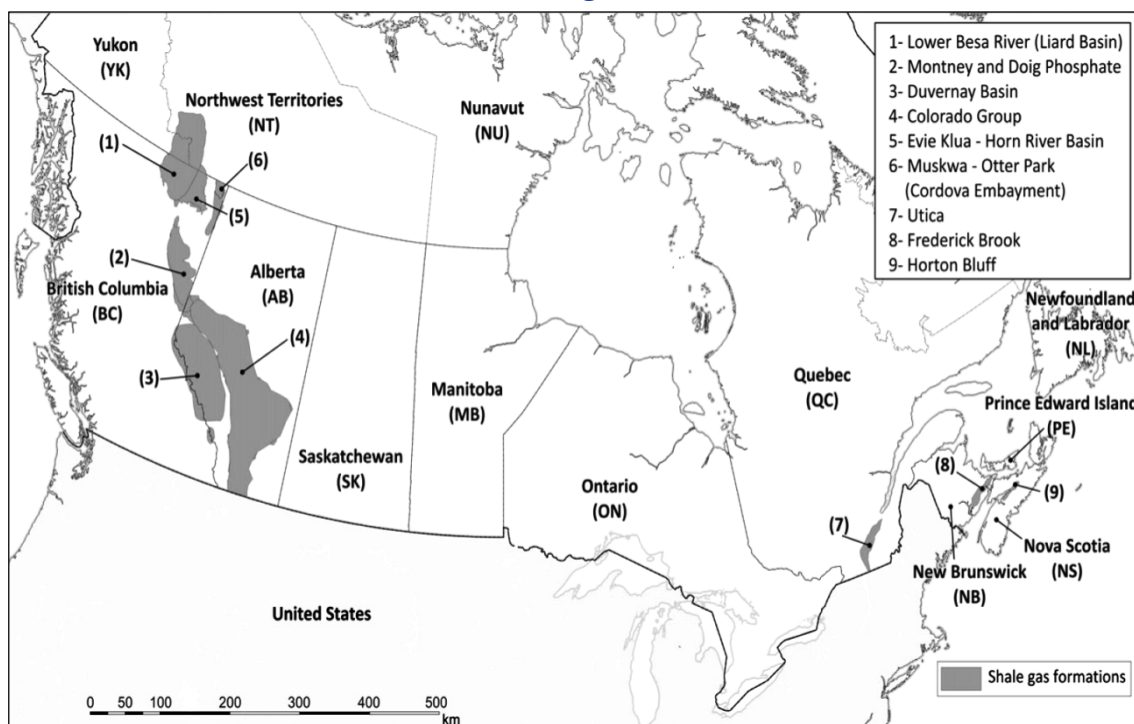 Yukon
(YK)
Northwest Territories
(NT)
Nunavut
(NU)
1- Lower Besa River (Liard Basin)
2- Montney and Doig Phosphate
3- Duvernay Basin
4- Colorado Group
5- Evie Klua - Horn River Basin
6- Muskwa - Otter Park
(Cordova Embayment)
7- Utica
8- Frederick Brook
9- Horton Bluff
(1)
(6)
(5)
(2)
British Columbia
(BC)
Alberta
(AB)
(4)
(3)
Saskatchewan
(SK)
Manitoba
(MB)
Ontario
(ON)
Quebec
(QC)
Newfoundland
and Labrador
(NL)
Prince Edward Island
(PE)
(8)
(9)
(7)
Nova Scotia
(NS)
New Brunswick
(NB)
United States
Shale gas formations
0 50 100 200 300 400 500
km